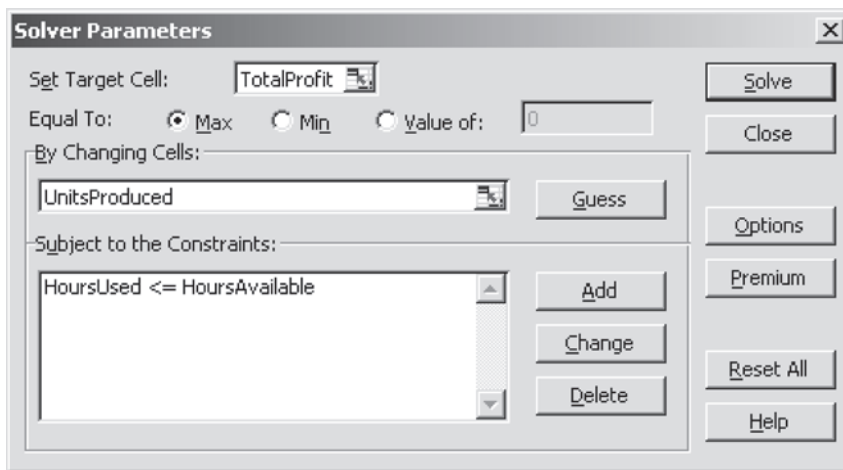 Solver Parameters
Set Target Cell: TotalProfit Solve
Equal To: Max Min Value of: 0 Close
By Changing Cells:
UnitsProduced Guess
Options
Subject to the Constraints:
HoursUsed <= HoursAvailable Add Premium
Change
Reset All
Delete
Help